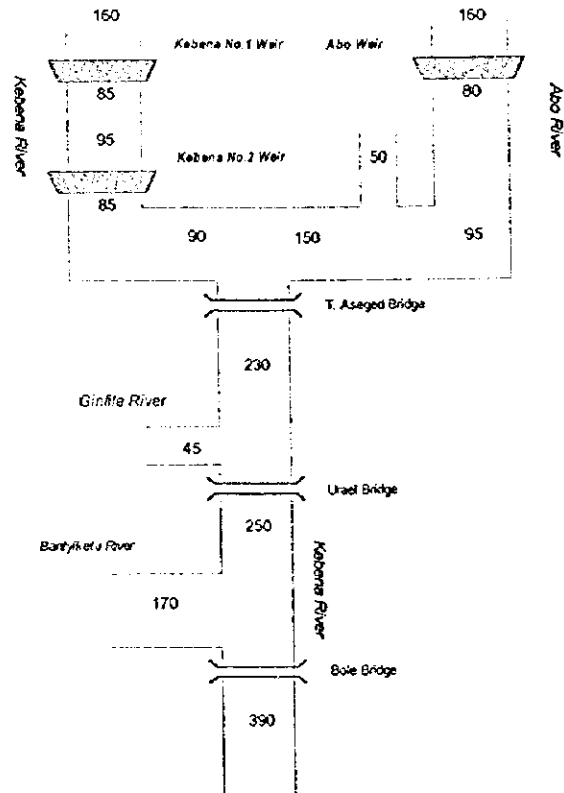 160
160
Kebena No.1 Weir
Abo Weir
Kebena River
85
80
Abo River
95
Kebena No.2 Weir
50
85
90
150
95
T. Aseged Bridge
230
Ginfile River
45
Urael Bridge
250
Bantyiketu River
Kebena River
170
Bole Bridge
390